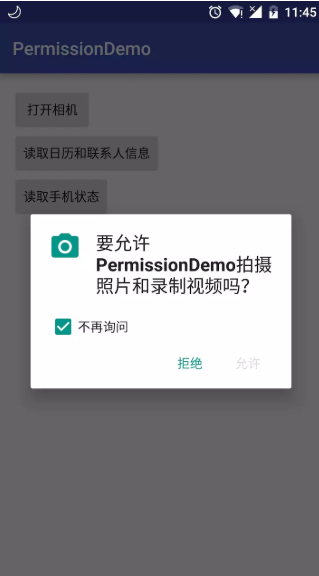 11:45
PermissionDemo
打开相机
读取日历和联系人信息
读取手机状态
要允许
PermissionDemo拍摄
照片和录制视频吗?
不再询问
拒绝 允许